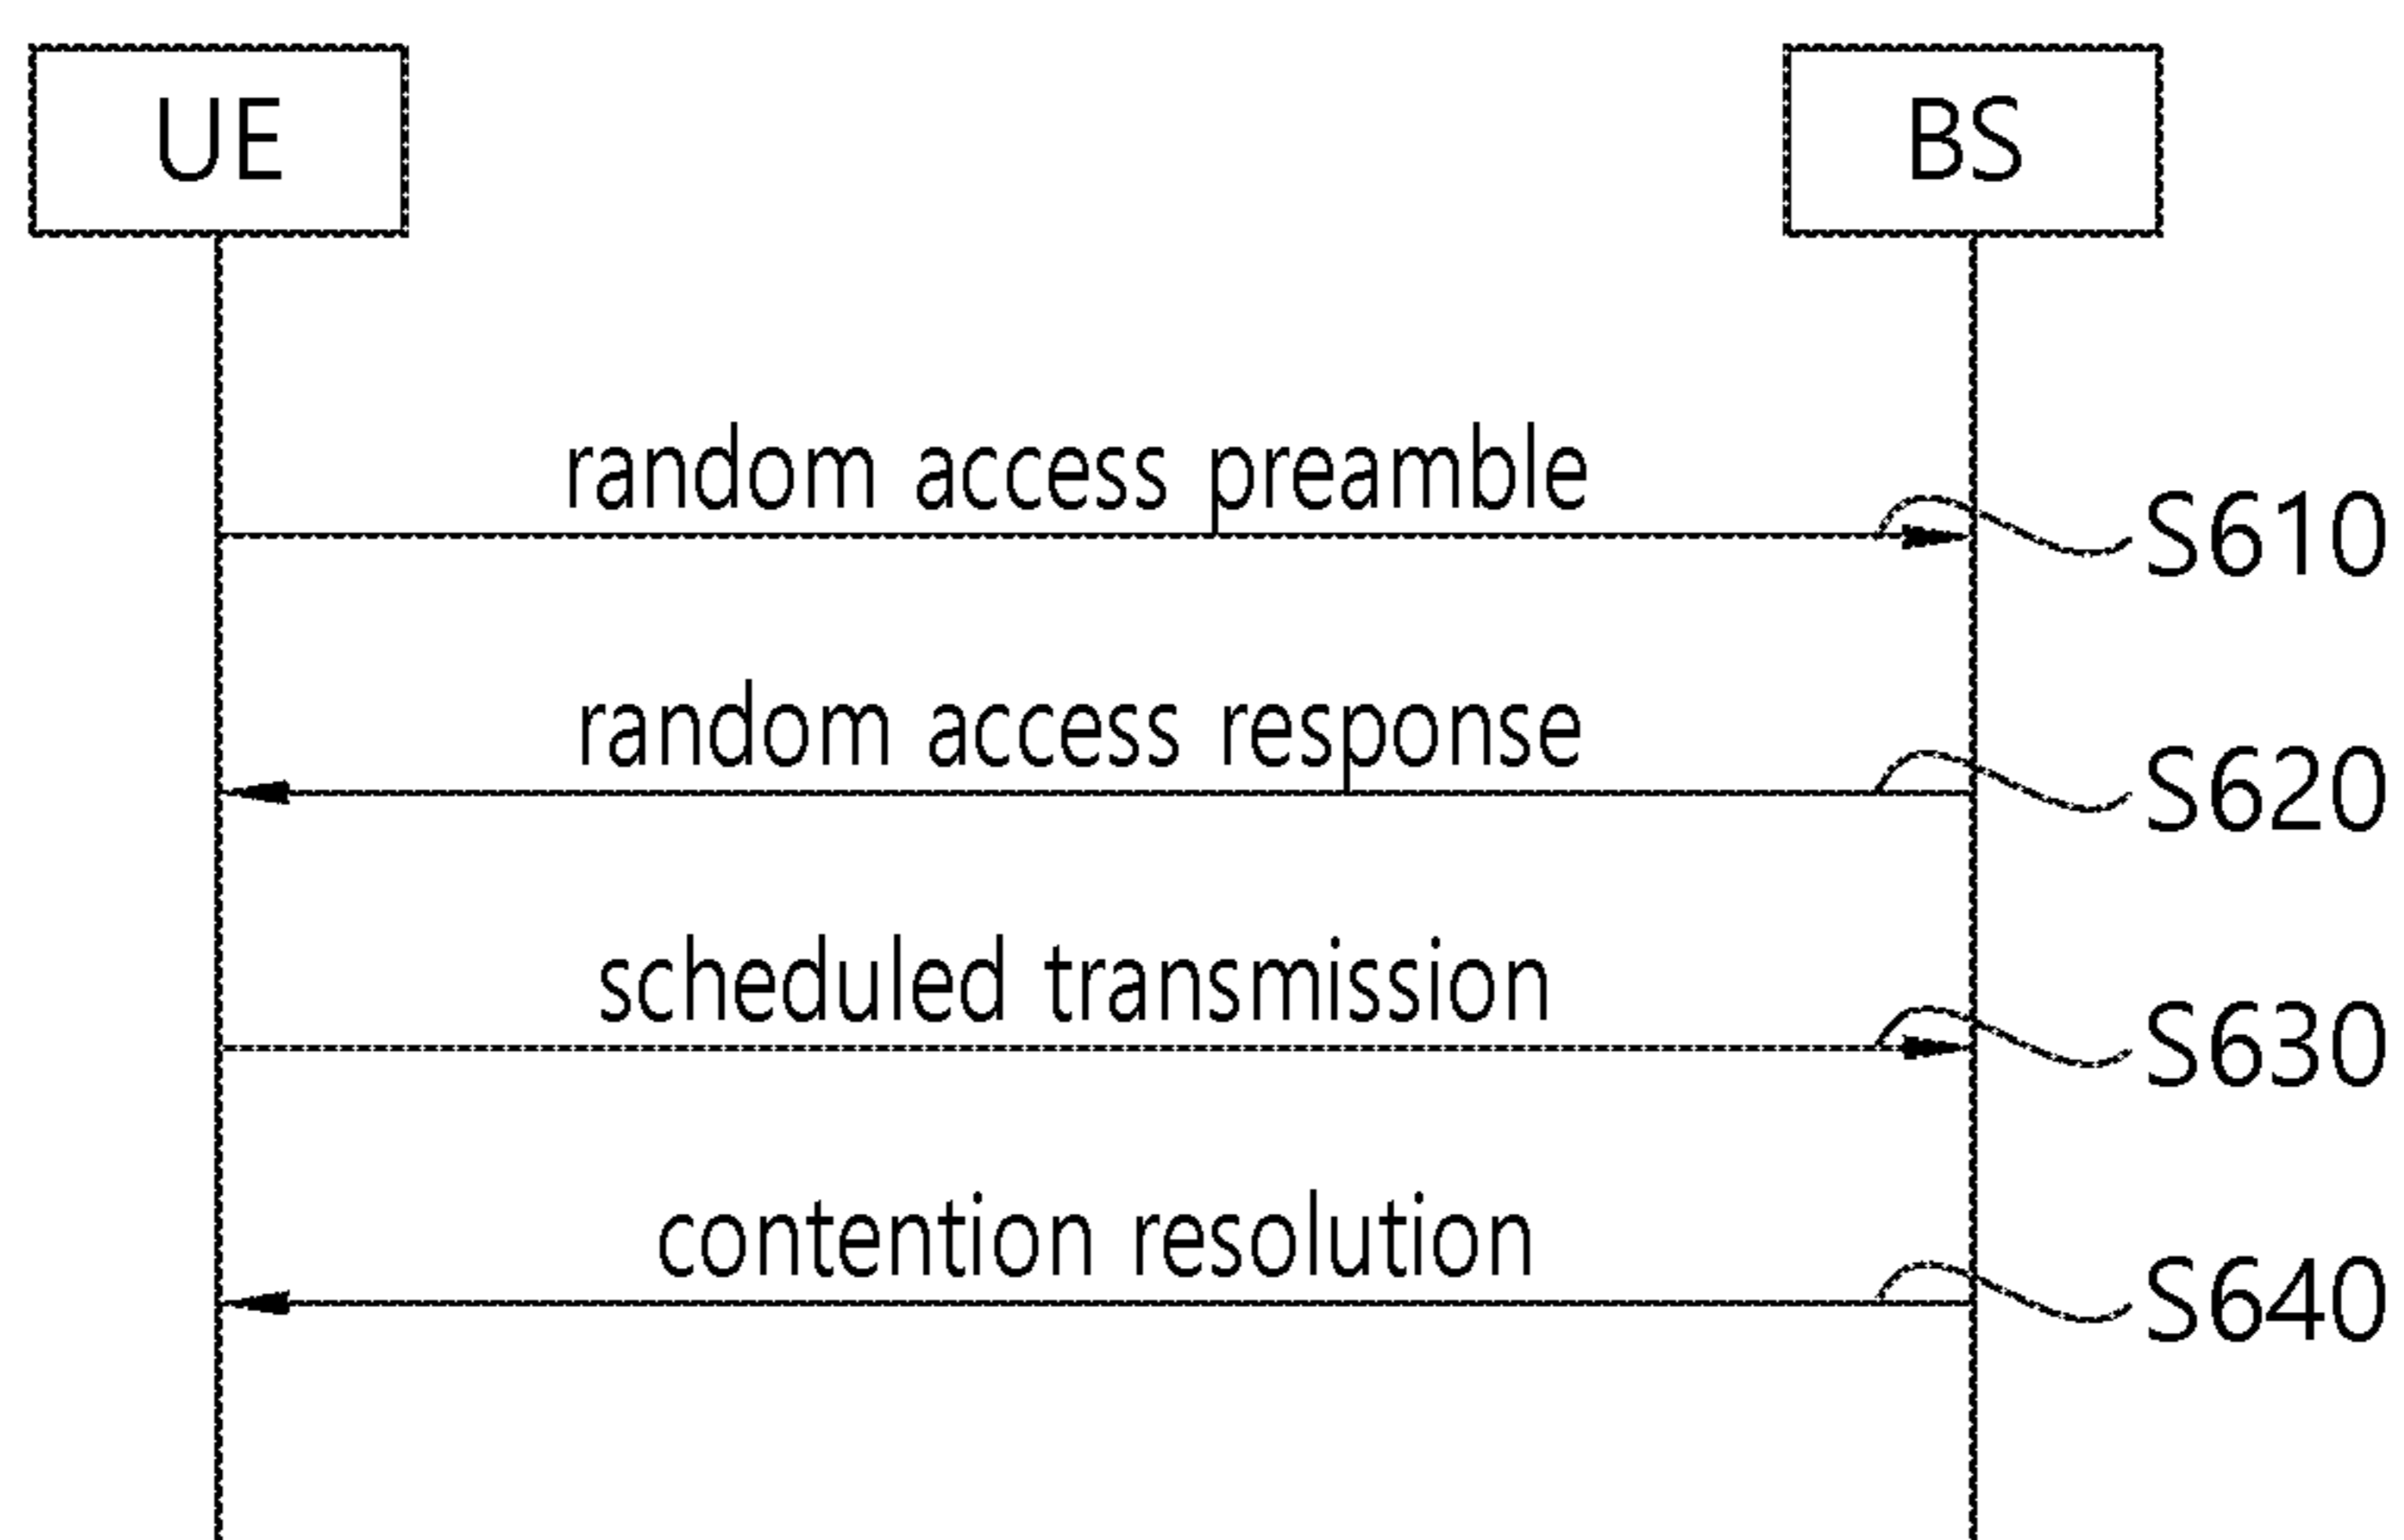 UE
BS
random access preamble
S610
random access response
S620
scheduled transmission
S630
contention resolution
S640